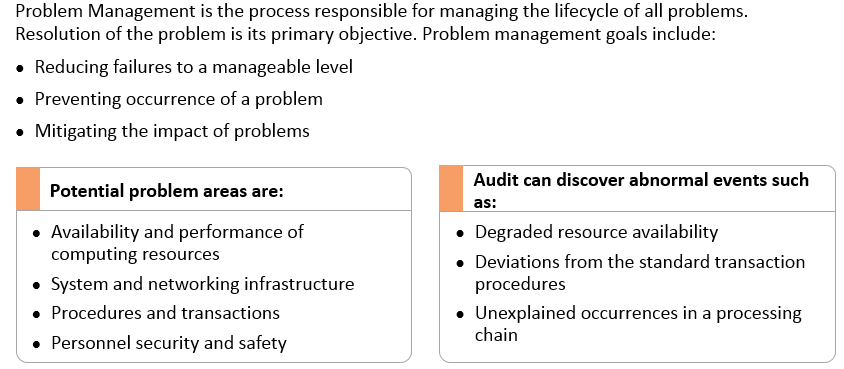 Problem Management is the process responsible for managing the lifecycle of all problems.
Resolution of the problem is its primary objective. Problem management goals include:
• Reducing failures to a manageable level
• Preventing occurrence of a problem
• Mitigating the impact of problems
Potential problem areas are:
• Availability and performance of
computing resources
• System and networking infrastructure
• Procedures and transactions
• Personnel security and safety
Audit can discover abnormal events such
as:
• Degraded resource availability
• Deviations from the standard transaction
procedures
• Unexplained occurrences in a processing
chain